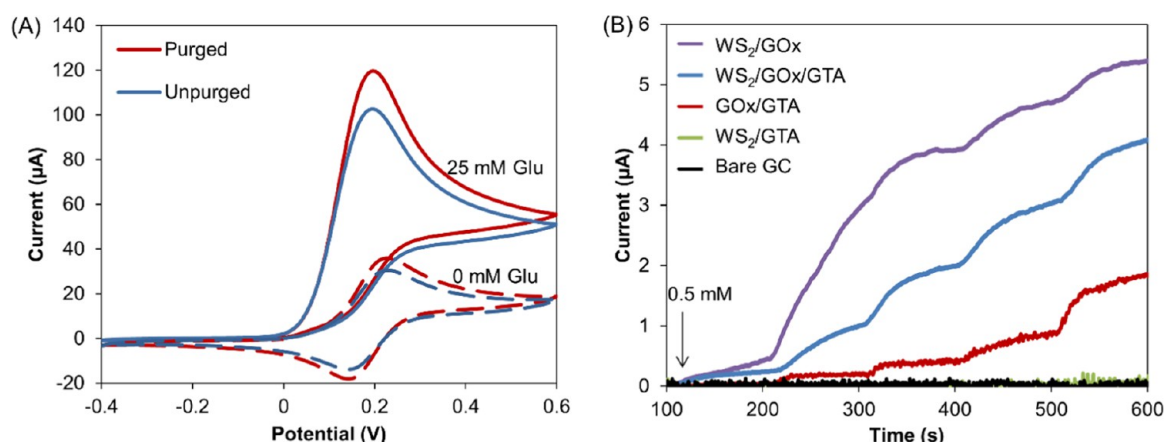 (A)
140
120
100
80
60
40
20
0
-20
Current (µA)
Purged
Unpurged
25 mM Glu
0 mM Glu
-0.4
-0.2
0
0.2
0.4
0.6
Potential (V)
(B)
6
5
4
3
2
1
0
Current (µA)
WS₂/GOx
WS₂/GOx/GTA
GOx/GTA
WS₂/GTA
Bare GC
0.5 mM
100
200
300
400
500
600
Time (s)